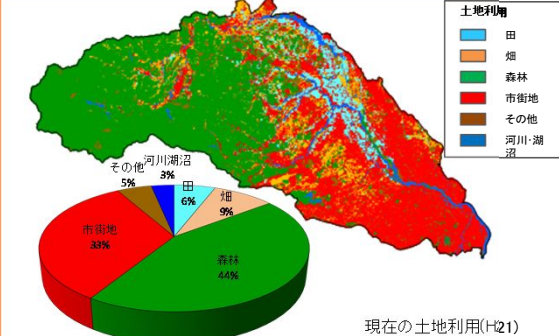 土地利用
田
畑
森林
市街地
その他
河川・湖
沼
河川湖沼
3%
その他
5%
田
6%
畑
9%
市街地
33%
森林
44%
現在の土地利用(H21)